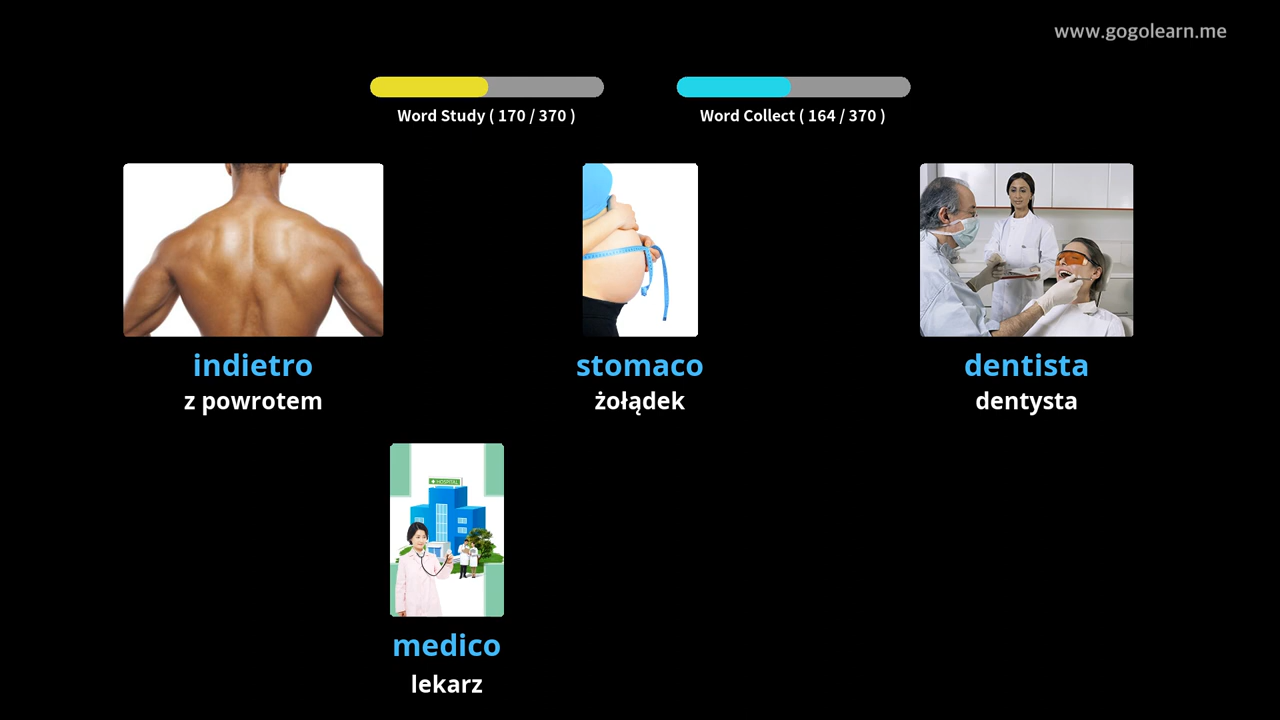 www.gogolearn.me
Word Study ( 170 / 370 )
Word Collect ( 164 / 370 )
indietro
z powrotem
stomaco
żołądek
dentista
dentysta
HOSPITAL
medico
lekarz